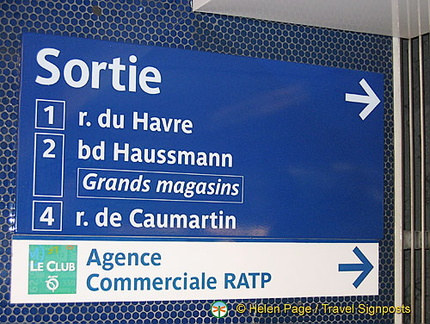 Sortie
1 r. du Havre
2 bd Haussmann
Grands magasins
4 r. de Caumartin
LE CLUB
Agence
Commerciale RATP
© Helen Page / Travel Signposts